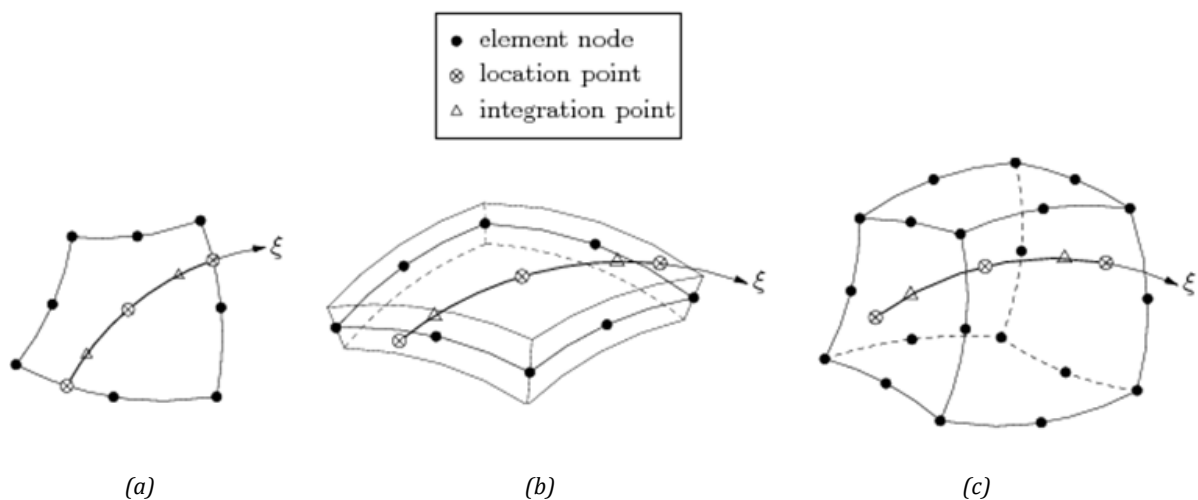 element node
location point
integration point
ξ
ξ
ξ
(a)
(b)
(c)